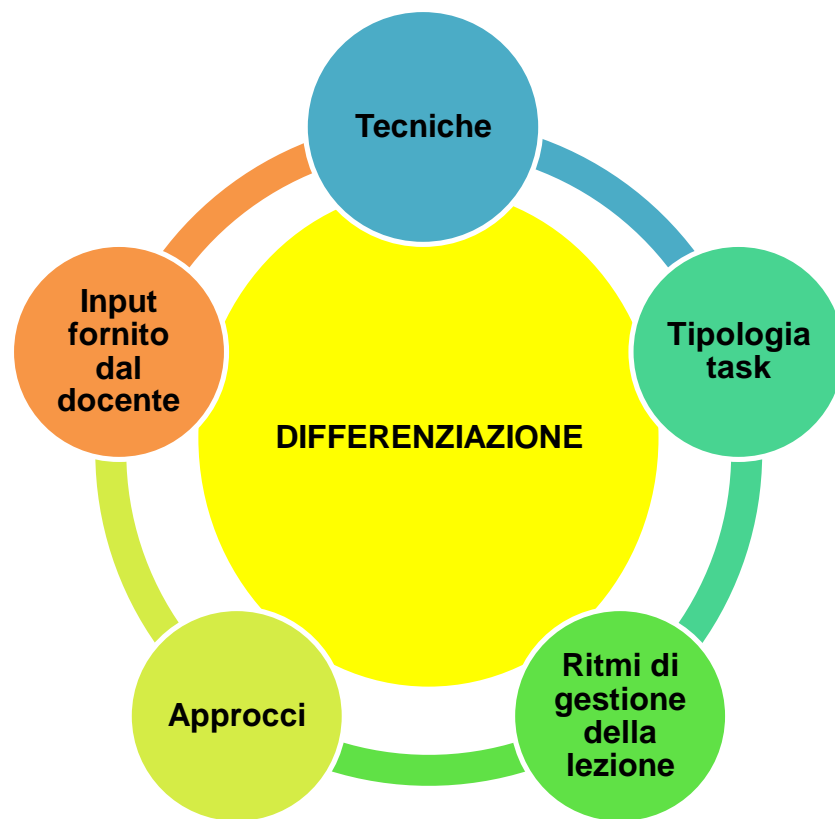 Tecniche
Input
fornito
dal
docente
Tipologia
task
DIFFERENZIAZIONE
Approcci
Ritmi di
gestione
della
lezione